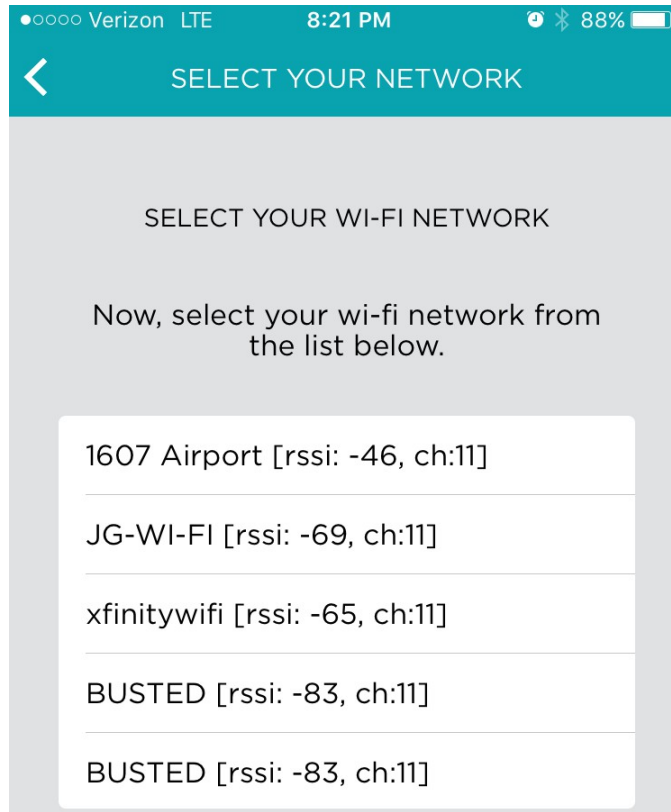 ●○○○○ Verizon LTE 8:21 PM 88%
SELECT YOUR NETWORK
SELECT YOUR WI-FI NETWORK
Now, select your wi-fi network from
the list below.
1607 Airport [rssi: -46, ch:11]
JG-WI-FI [rssi: -69, ch:11]
xfinitywifi [rssi: -65, ch:11]
BUSTED [rssi: -83, ch:11]
BUSTED [rssi: -83, ch:11]